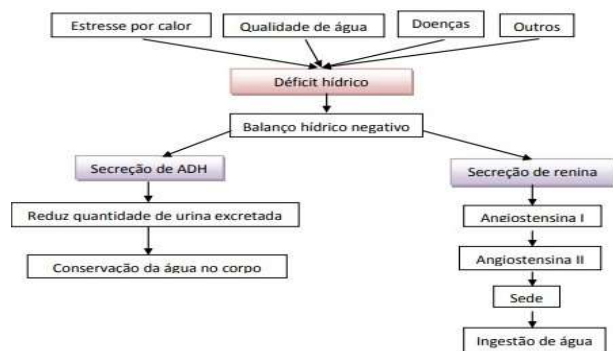 Estresse por calor
Qualidade de água
Doenças
Outros
Déficit hídrico
Balanço hídrico negativo
Secreção de ADH
Secreção de renina
Reduz quantidade de urina excretada
Angiostensina I
Conservação da água no corpo
Angiostensina II
Sede
Ingestão de água